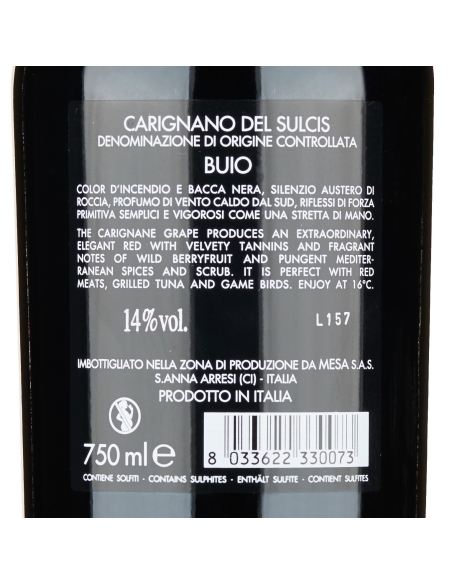 CARIGNANO DEL SULCIS
DENOMINAZIONE DI ORIGINE CONTROLLATA
BUIO
COLOR D'INCENDIO E BACCA NERA, SILENZIO AUSTERO DI
ROCCIA, PROFUMO DI VENTO CALDO DAL SUD, RIFLESSI DI FORZA
PRIMITIVA SEMPLICI E VIGOROSI COME UNA STRETTA DI MANO.
THE CARIGNANE GRAPE PRODUCES AN EXTRAORDINARY,
ELEGANT RED WITH VELVETY TANNINS AND FRAGRANT
NOTES OF WILD BERRYFRUIT AND PUNGENT MEDITER-
RANEAN SPICES AND SCRUB. IT IS PERFECT WITH RED
MEATS, GRILLED TUNA AND GAME BIRDS. ENJOY AT 16°C.
14%vol. L157
IMBOTTIGLIATO NELLA ZONA DI PRODUZIONE DA MESA S.A.S.
S.ANNA ARRESI (CI) - ITALIA
PRODOTTO IN ITALIA
750 ml e 8 033622 330073
CONTIENE SOLFITI - CONTAINS SULPHITES - ENTHÄLT SULFITE - CONTIENT SULFITES